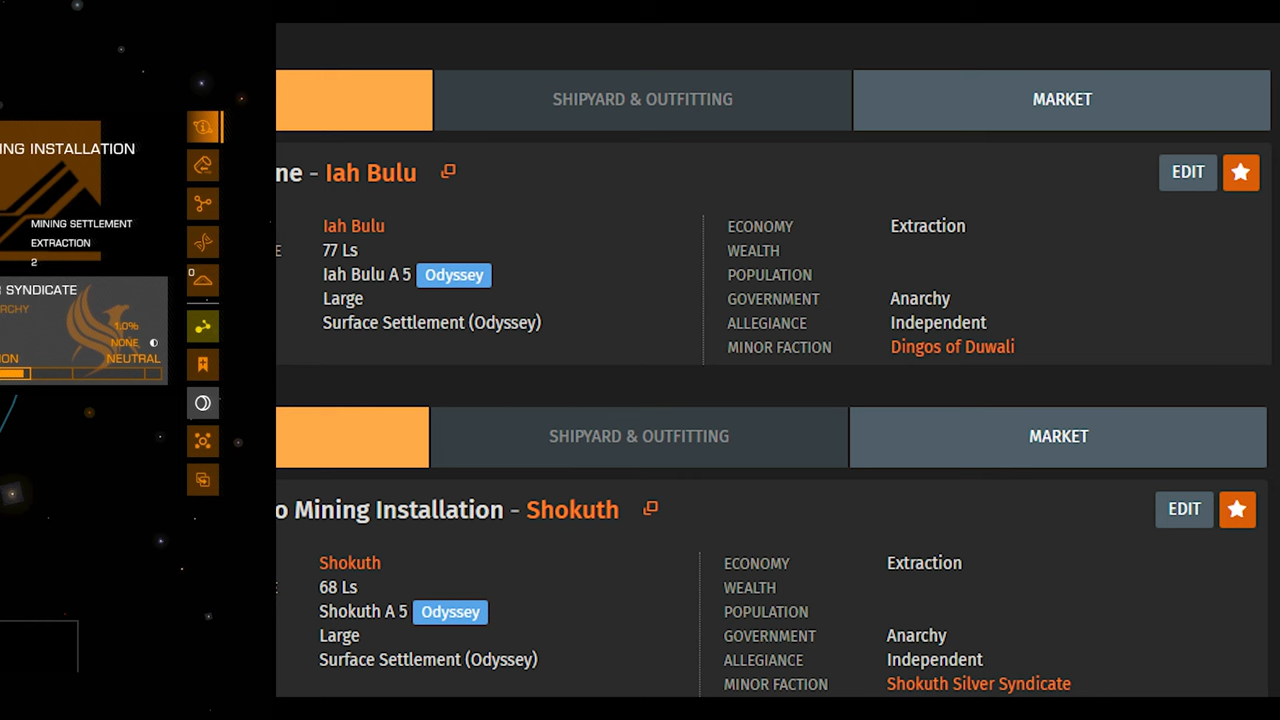 NG INSTALLATION
MINING SETTLEMENT
EXTRACTION
2
0
SYNDICATE
RCHY
1.0%
NONE
ON
NEUTRAL
SHIPYARD & OUTFITTING
MARKET
ne - Iah Bulu
EDIT
E
Iah Bulu
77 Ls
Iah Bulu A 5 Odyssey
Large
Surface Settlement (Odyssey)
ECONOMY Extraction
WEALTH
POPULATION
GOVERNMENT Anarchy
ALLEGIANCE Independent
MINOR FACTION Dingos of Duwali
SHIPYARD & OUTFITTING
MARKET
o Mining Installation - Shokuth
EDIT
E
Shokuth
68 Ls
Shokuth A 5 Odyssey
Large
Surface Settlement (Odyssey)
ECONOMY Extraction
WEALTH
POPULATION
GOVERNMENT Anarchy
ALLEGIANCE Independent
MINOR FACTION Shokuth Silver Syndicate